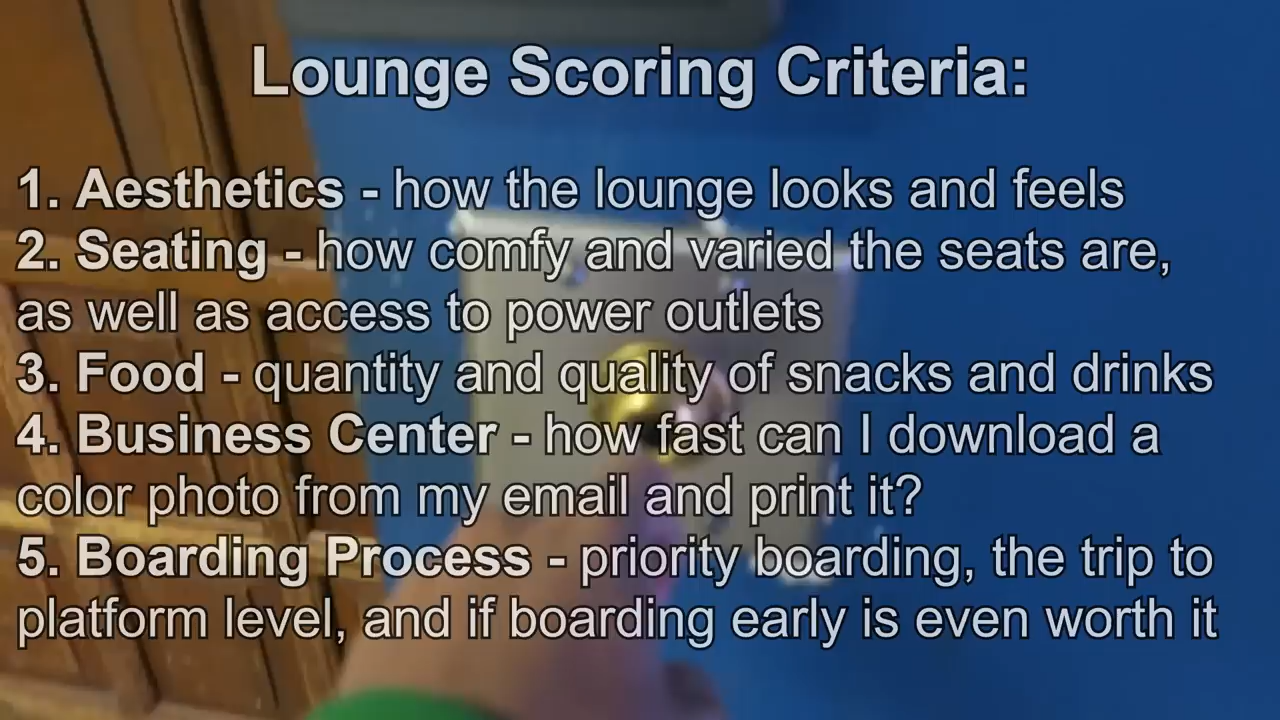 Lounge Scoring Criteria:
1. Aesthetics - how the lounge looks and feels
2. Seating - how comfy and varied the seats are,
as well as access to power outlets
3. Food - quantity and quality of snacks and drinks
4. Business Center - how fast can I download a
color photo from my email and print it?
5. Boarding Process - priority boarding, the trip to
platform level, and if boarding early is even worth it